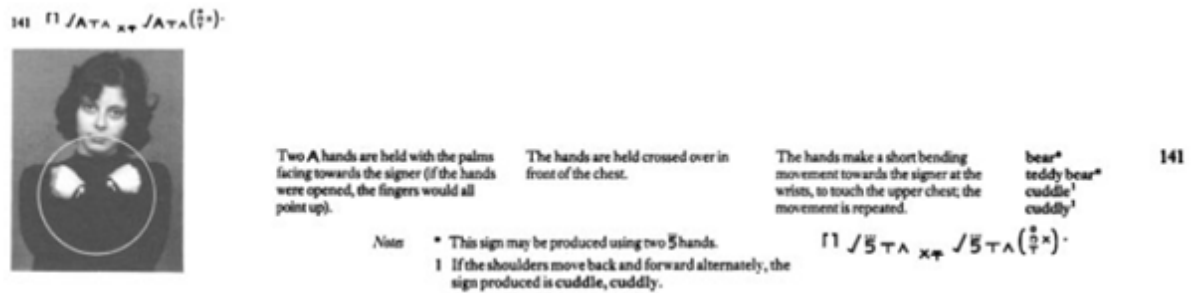 141 ⊓ √AT∧ x⊤ √AT∧(⁠ⁿ⊤×)·
Two A hands are held with the palms
facing towards the signer (if the hands
were opened, the fingers would all
point up).
The hands are held crossed over in
front of the chest.
The hands make a short bending
movement towards the signer at the
wrists, to touch the upper chest; the
movement is repeated.
bear*
teddy bear*
cuddle¹
cuddly¹
141
Notes
* This sign may be produced using two 5̈ hands.
1 If the shoulders move back and forward alternately, the
sign produced is cuddle, cuddly.